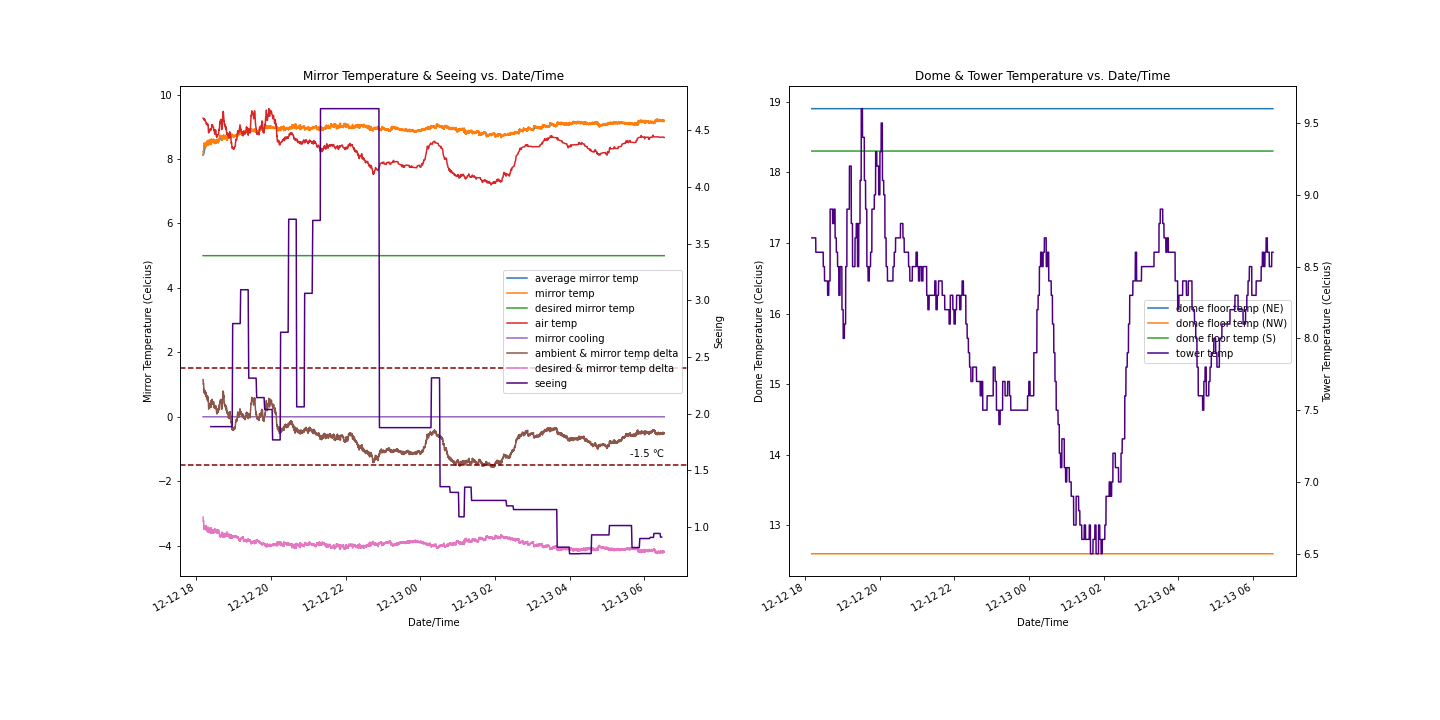 Mirror Temperature & Seeing vs. Date/Time
10
8
6
4
2
0
−2
−4
Mirror Temperature (Celcius)
4.5
4.0
3.5
3.0
2.5
2.0
1.5
1.0
Seeing
average mirror temp
mirror temp
desired mirror temp
air temp
mirror cooling
ambient & mirror temp delta
desired & mirror temp delta
seeing
-1.5 °C
12-12 18
12-12 20
12-12 22
12-13 00
12-13 02
12-13 04
12-13 06
Date/Time
Dome & Tower Temperature vs. Date/Time
19
18
17
16
15
14
13
Dome Temperature (Celcius)
9.5
9.0
8.5
8.0
7.5
7.0
6.5
Tower Temperature (Celcius)
dome floor temp (NE)
dome floor temp (NW)
dome floor temp (S)
tower temp
12-12 18
12-12 20
12-12 22
12-13 00
12-13 02
12-13 04
12-13 06
Date/Time